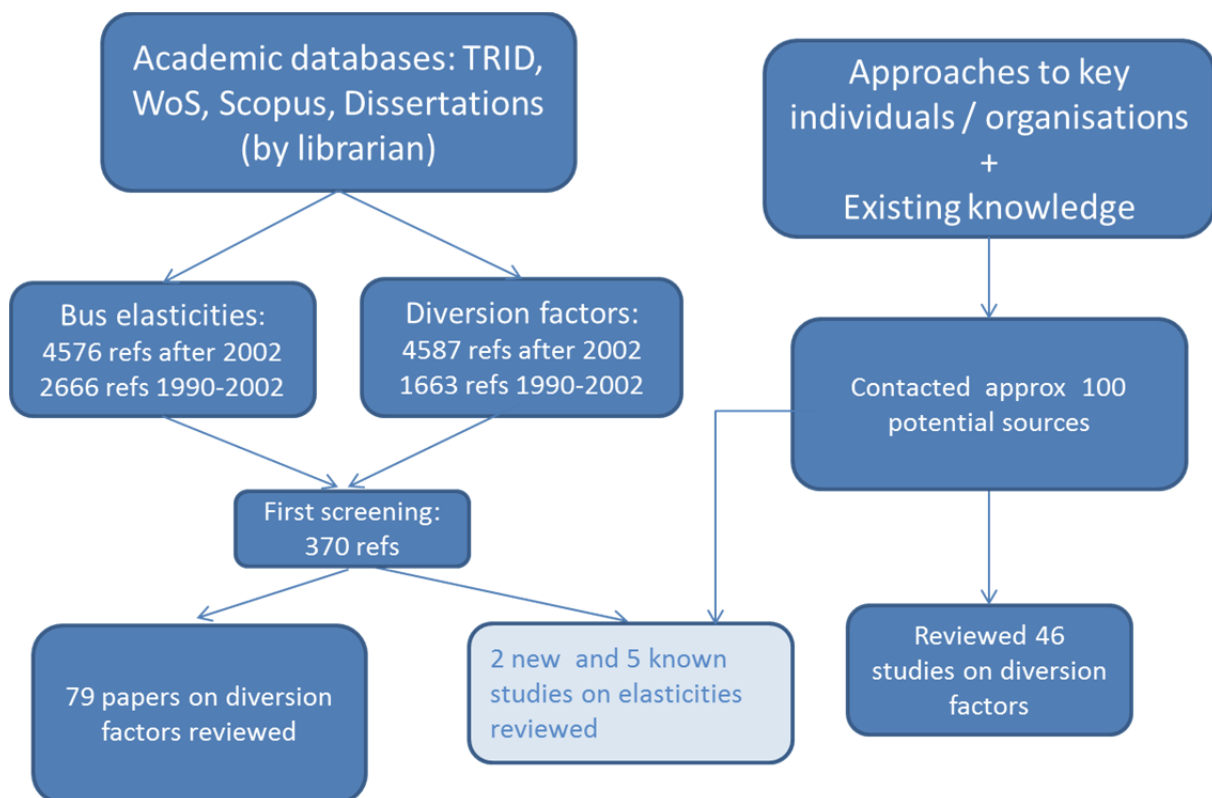 Academic databases: TRID,
WoS, Scopus, Dissertations
(by librarian)
Approaches to key
individuals / organisations
+
Existing knowledge
Bus elasticities:
4576 refs after 2002
2666 refs 1990-2002
Diversion factors:
4587 refs after 2002
1663 refs 1990-2002
Contacted approx 100
potential sources
First screening:
370 refs
79 papers on diversion
factors reviewed
2 new and 5 known
studies on elasticities
reviewed
Reviewed 46
studies on diversion
factors